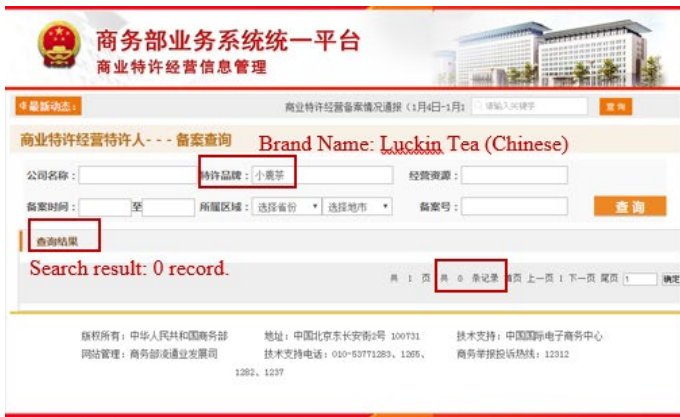 商务部业务系统统一平台
商业特许经营信息管理
最新动态：
商业特许经营备案情况通报（1月4日-1月
请输入关键字
查询
商业特许经营特许人- - - 备案查询
Brand Name: Luckin Tea (Chinese)
公司名称：
特许品牌：
小鹿茶
经营资源：
备案时间：
至
所属区域：
选择省份
选择地市
备案号：
查询
查询结果
Search result: 0 record.
共 1 页 共 0 条记录 首页 上一页 1 下一页 尾页 1 确定
版权所有：中华人民共和国商务部 地址：中国北京东长安街2号 100731 技术支持：中国国际电子商务中心
网站管理：商务部流通业发展司 技术支持电话：010-53771283、1265、 商务举报投诉热线：12312
1282、1237